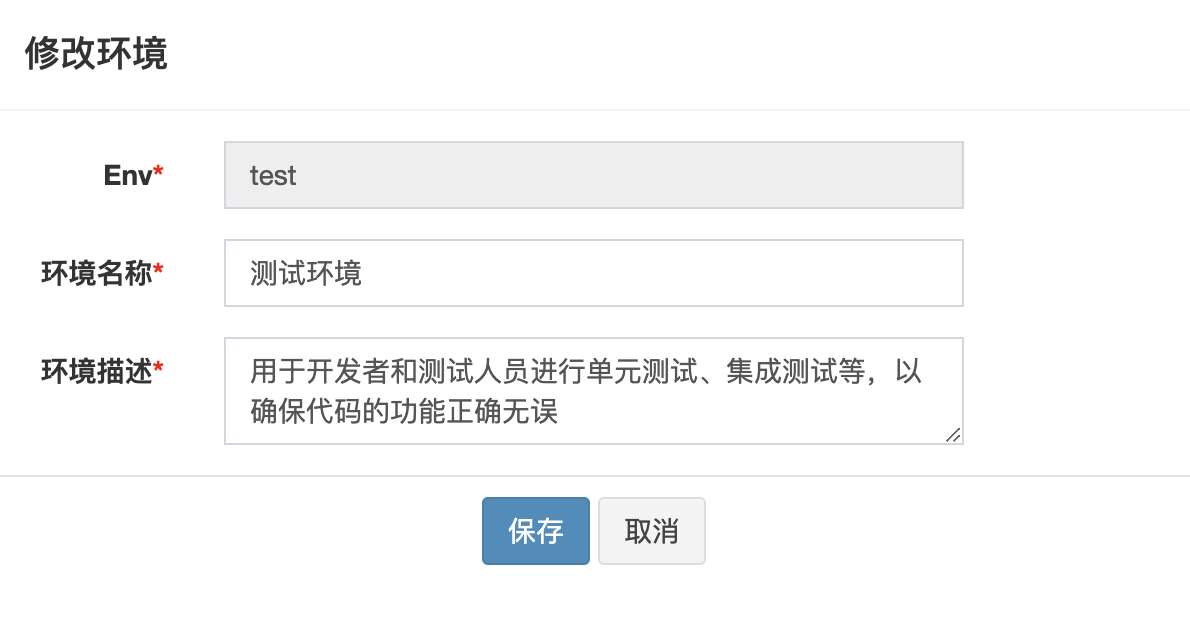 修改环境
Env*
test
环境名称*
测试环境
环境描述*
用于开发者和测试人员进行单元测试、集成测试等，以
确保代码的功能正确无误
保存
取消